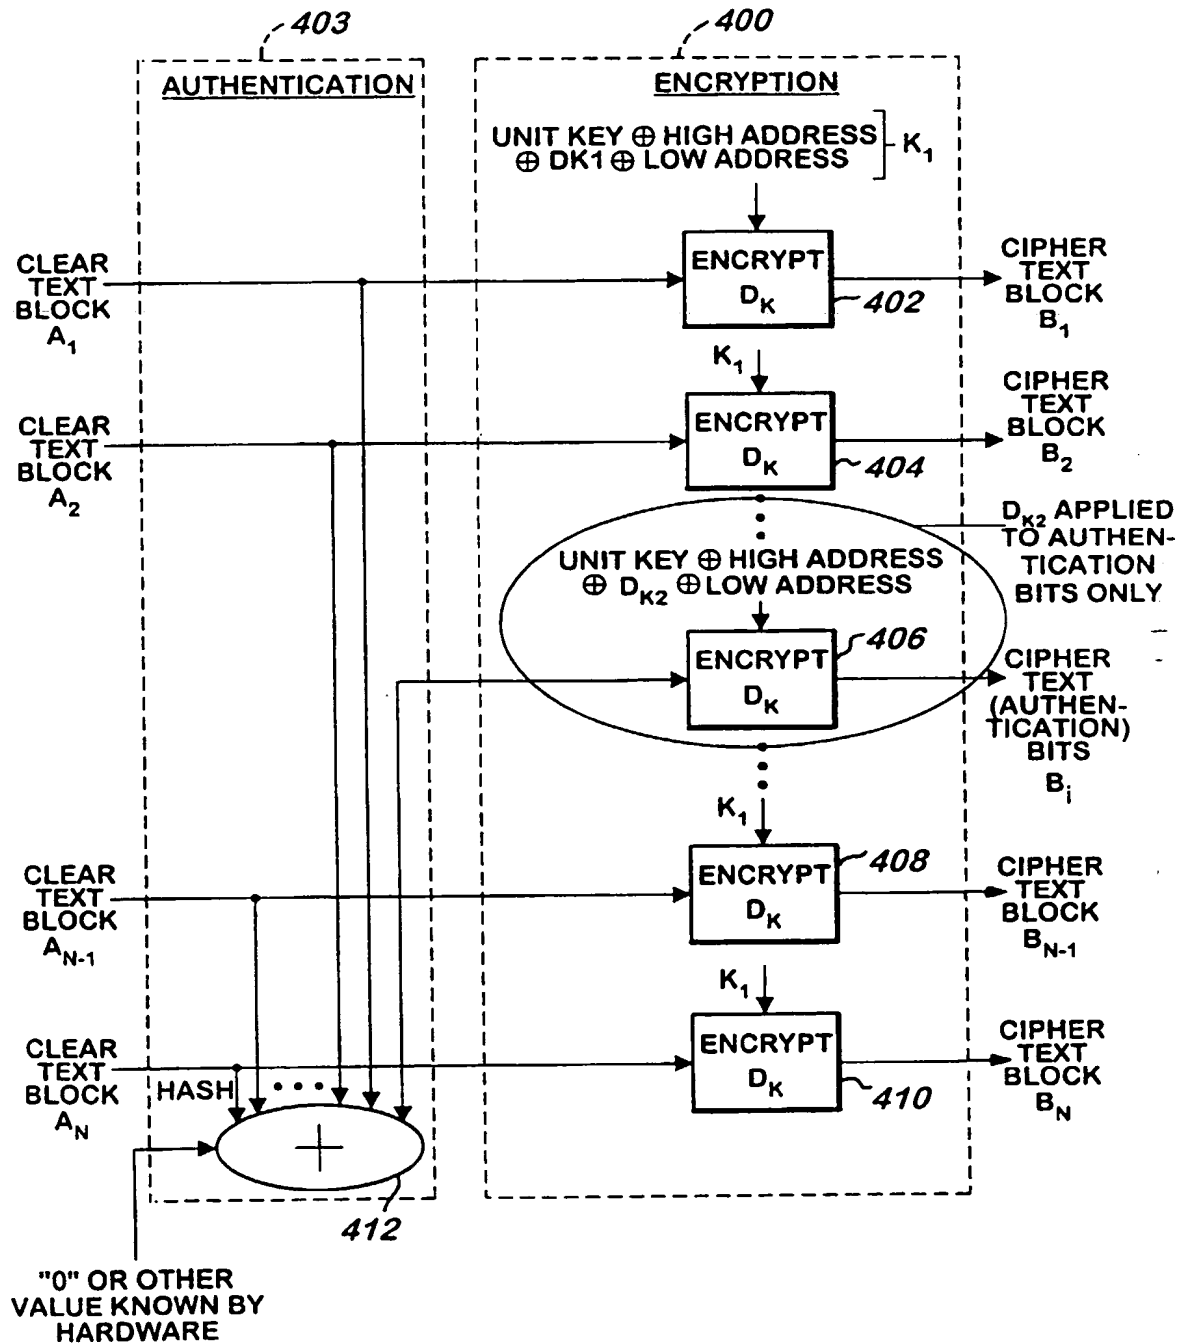 403
400
AUTHENTICATION
ENCRYPTION
UNIT KEY ⊕ HIGH ADDRESS
⊕ DK1 ⊕ LOW ADDRESS
K1
CLEAR
TEXT
BLOCK
A1
ENCRYPT
DK
402
CIPHER
TEXT
BLOCK
B1
K1
CLEAR
TEXT
BLOCK
A2
ENCRYPT
DK
404
CIPHER
TEXT
BLOCK
B2
DK2 APPLIED
TO AUTHEN-
TICATION
BITS ONLY
UNIT KEY ⊕ HIGH ADDRESS
⊕ DK2 ⊕ LOW ADDRESS
ENCRYPT
DK
406
CIPHER
TEXT
(AUTHEN-
TICATION)
BITS
Bi
K1
CLEAR
TEXT
BLOCK
AN-1
ENCRYPT
DK
408
CIPHER
TEXT
BLOCK
BN-1
K1
CLEAR
TEXT
BLOCK
AN
ENCRYPT
DK
410
CIPHER
TEXT
BLOCK
BN
HASH
+
412
"0" OR OTHER
VALUE KNOWN BY
HARDWARE